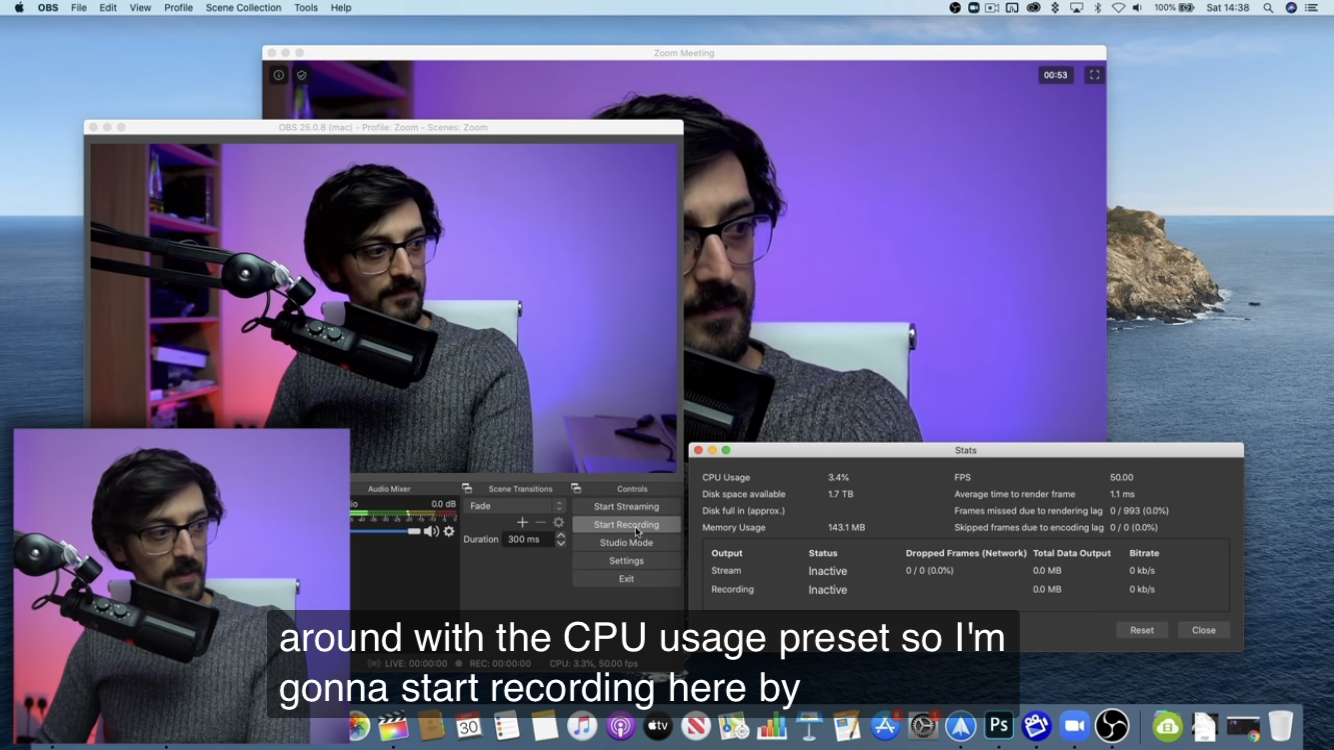 OBS File Edit View Profile Scene Collection Tools Help
100% Sat 14:38
Zoom Meeting
00:53
OBS 25.0.8 (mac) - Profile: Zoom - Scenes: Zoom
Audio Mixer
0.0 dB
Scene Transitions
Fade
Duration 300 ms
Controls
Start Streaming
Start Recording
Studio Mode
Settings
Exit
LIVE: 00:00:00 REC: 00:00:00 CPU: 3.3%, 50.00 fps
Stats
CPU Usage 3.4% FPS 50.00
Disk space available 1.7 TB Average time to render frame 1.1 ms
Disk full in (approx.) Frames missed due to rendering lag 0 / 993 (0.0%)
Memory Usage 143.1 MB Skipped frames due to encoding lag 0 / 0 (0.0%)
Output Status Dropped Frames (Network) Total Data Output Bitrate
Stream Inactive 0 / 0 (0.0%) 0.0 MB 0 kb/s
Recording Inactive 0.0 MB 0 kb/s
Reset Close
around with the CPU usage preset so I'm
gonna start recording here by
30
tv
Ps